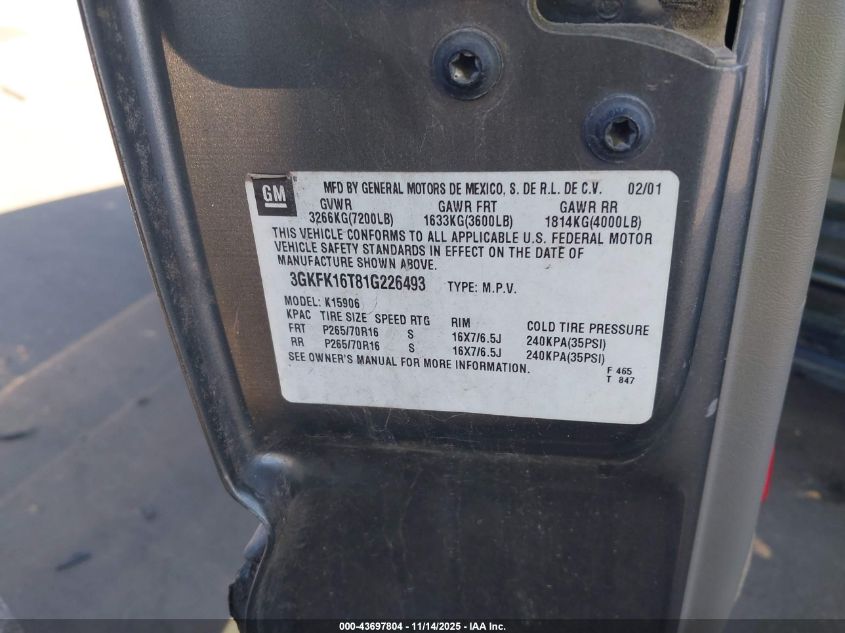 GM
MFD BY GENERAL MOTORS DE MEXICO, S. DE R.L. DE C.V. 02/01
GVWR GAWR FRT GAWR RR
3266KG(7200LB) 1633KG(3600LB) 1814KG(4000LB)
THIS VEHICLE CONFORMS TO ALL APPLICABLE U.S. FEDERAL MOTOR
VEHICLE SAFETY STANDARDS IN EFFECT ON THE DATE OF
MANUFACTURE SHOWN ABOVE.
3GKFK16T81G226493 TYPE: M.P.V.
MODEL: K15906
KPAC TIRE SIZE SPEED RTG RIM COLD TIRE PRESSURE
FRT P265/70R16 S 16X7/6.5J 240KPA(35PSI)
RR P265/70R16 S 16X7/6.5J 240KPA(35PSI)
SEE OWNER'S MANUAL FOR MORE INFORMATION.
F 465
T 847
000-43697804 - 11/14/2025 - IAA Inc.